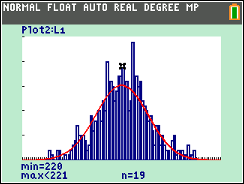 NORMAL FLOAT AUTO REAL DEGREE MP
Plot2:L1
min=220
max<221 n=19